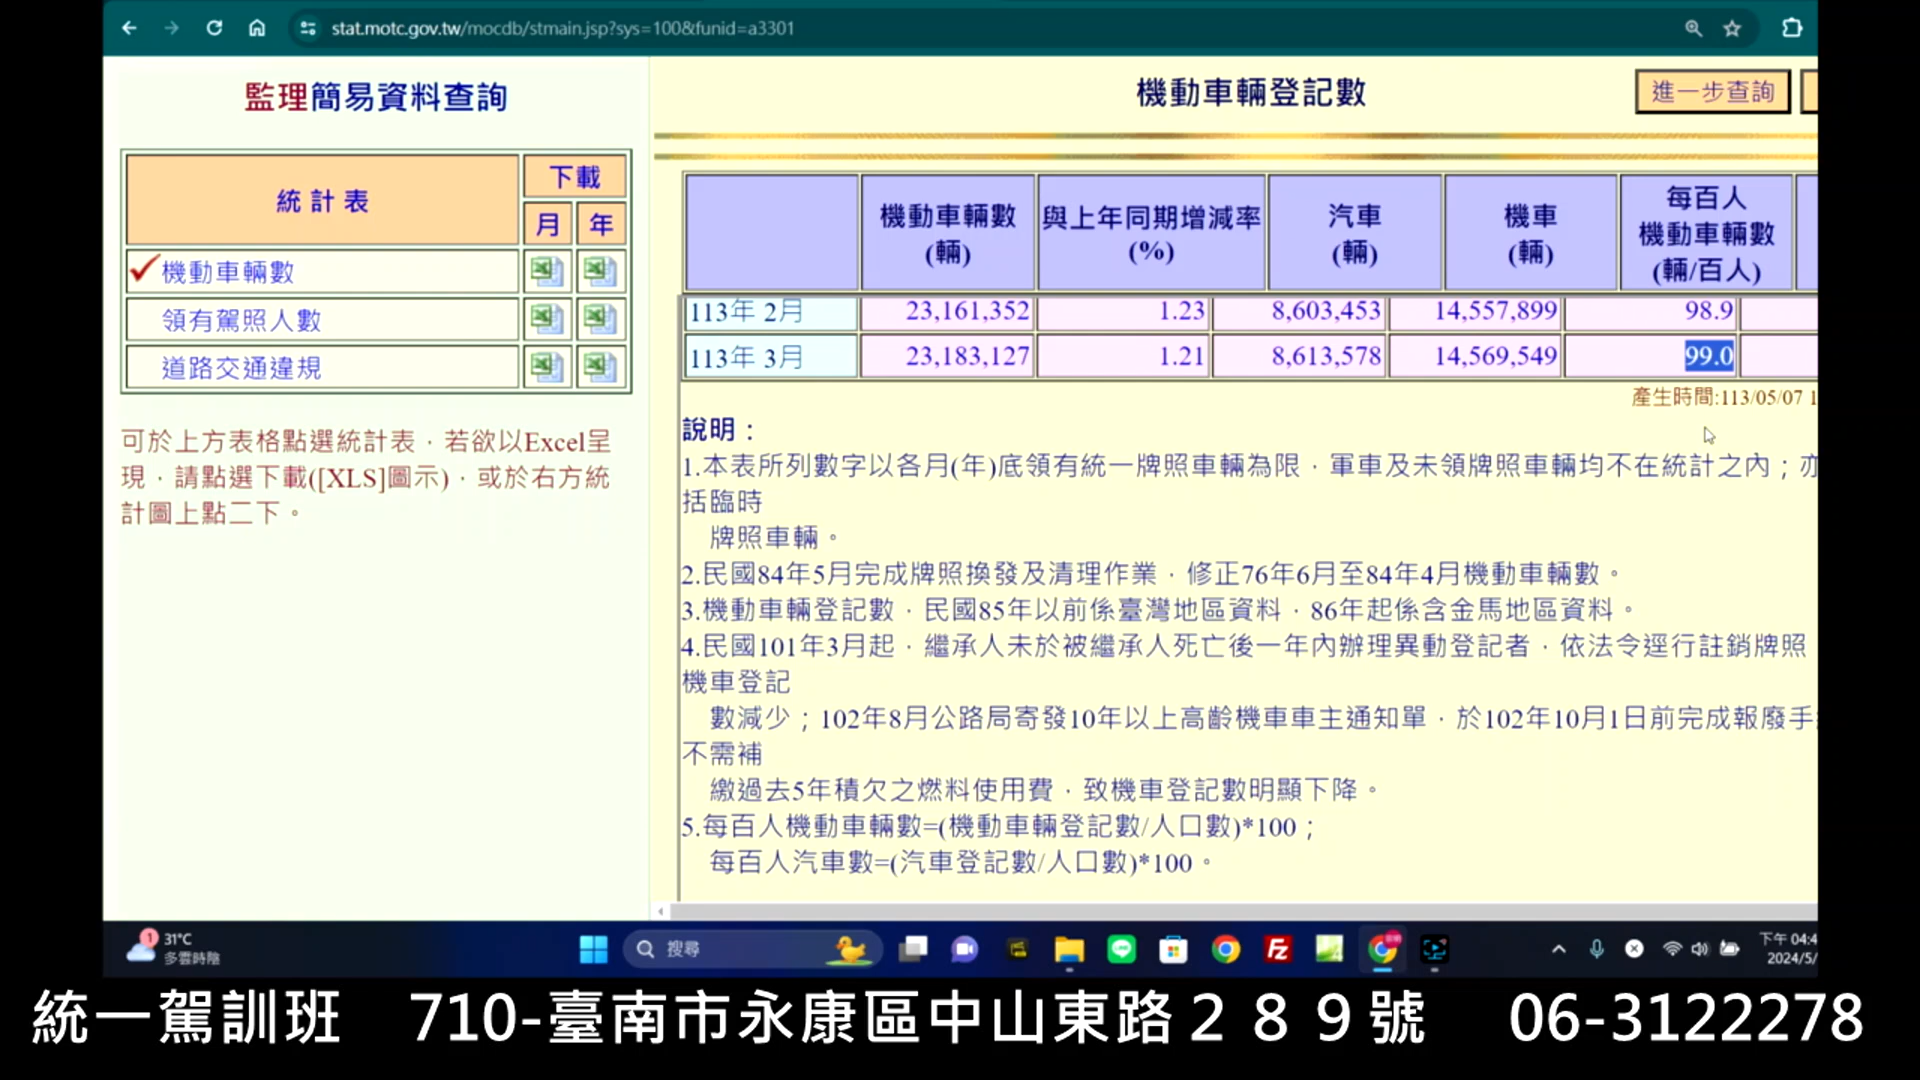 stat.motc.gov.tw/mocdb/stmain.jsp?sys=100&funid=a3301
監理簡易資料查詢
統計表
下載
月 年
機動車輛數
領有駕照人數
道路交通違規
可於上方表格點選統計表，若欲以Excel呈
現，請點選下載([XLS]圖示)，或於右方統
計圖上點二下。
機動車輛登記數
進一步查詢
機動車輛數
(輛)
與上年同期增減率
(%)
汽車
(輛)
機車
(輛)
每百人
機動車輛數
(輛/百人)
113年 2月 23,161,352 1.23 8,603,453 14,557,899 98.9
113年 3月 23,183,127 1.21 8,613,578 14,569,549 99.0
產生時間:113/05/07 1
說明：
1.本表所列數字以各月(年)底領有統一牌照車輛為限，軍車及未領牌照車輛均不在統計之內；亦
括臨時
牌照車輛。
2.民國84年5月完成牌照換發及清理作業，修正76年6月至84年4月機動車輛數。
3.機動車輛登記數，民國85年以前係臺灣地區資料，86年起係含金馬地區資料。
4.民國101年3月起，繼承人未於被繼承人死亡後一年內辦理異動登記者，依法令逕行註銷牌照
機車登記
數減少；102年8月公路局寄發10年以上高齡機車車主通知單，於102年10月1日前完成報廢手
不需補
繳過去5年積欠之燃料使用費，致機車登記數明顯下降。
5.每百人機動車輛數=(機動車輛登記數/人口數)*100；
每百人汽車數=(汽車登記數/人口數)*100。
1
31°C
多雲時陰
搜尋
下午 04:4
2024/5/
統一駕訓班 710-臺南市永康區中山東路２８９號 06-3122278